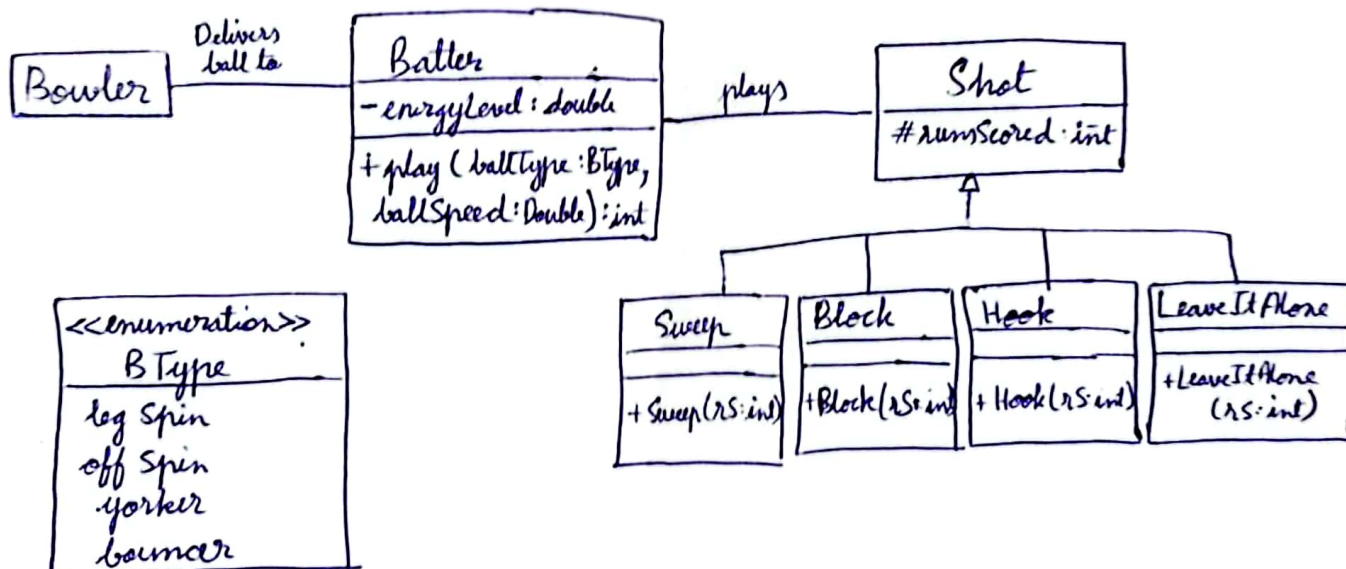 Bowler
Delivers
ball to
Batter
- energyLevel : double
+ play ( ballType : BType,
ballSpeed : Double) : int
plays
Shot
# runsScored : int
Sweep
+ Sweep(rS:int)
Block
+ Block(rS:int)
Hook
+ Hook(rS:int)
LeaveItAlone
+ LeaveItAlone
(rS:int)
<<enumeration>>
BType
leg spin
off spin
yorker
bouncer